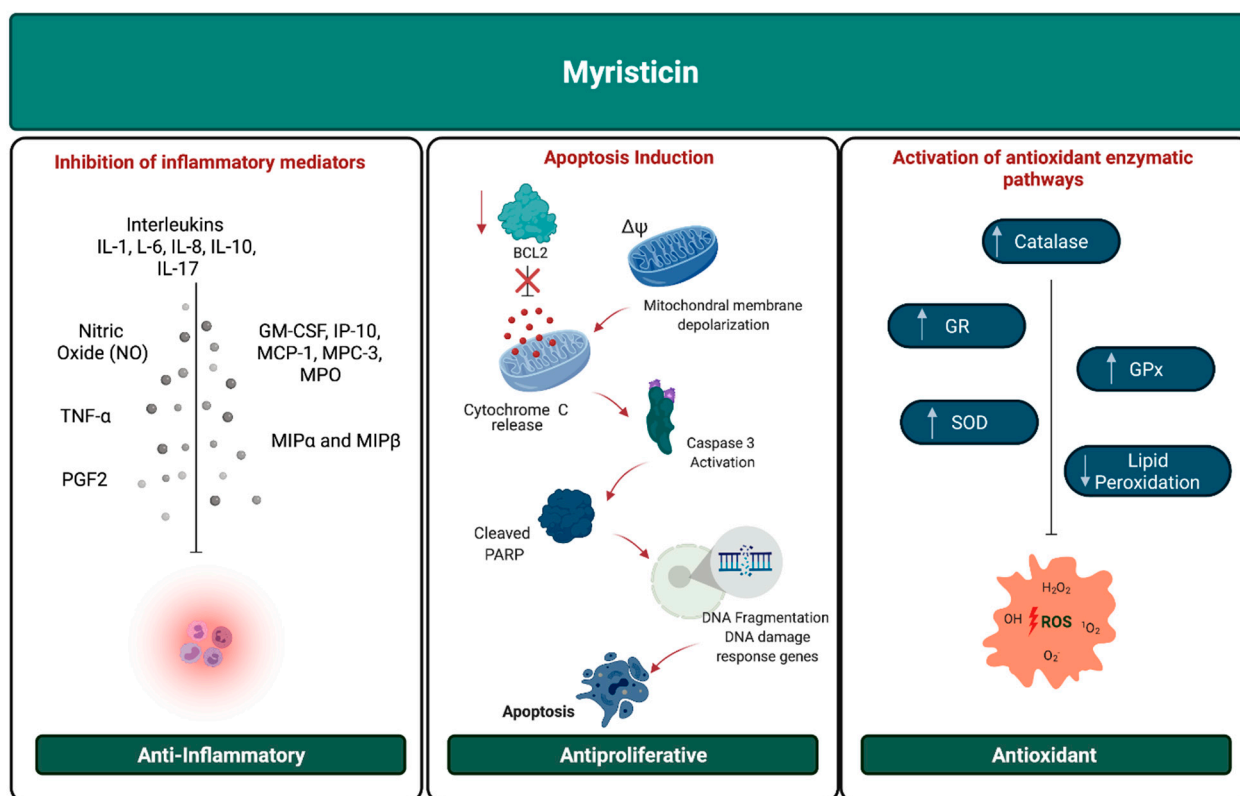 Myristicin
Inhibition of inflammatory mediators
Interleukins
IL-1, L-6, IL-8, IL-10,
IL-17
Nitric
Oxide (NO)
GM-CSF, IP-10,
MCP-1, MPC-3,
MPO
TNF-α
MIPα and MIPβ
PGF2
Anti-Inflammatory
Apoptosis Induction
BCL2
Δψ
Mitochondral membrane
depolarization
Cytochrome C
release
Caspase 3
Activation
Cleaved
PARP
DNA Fragmentation
DNA damage
response genes
Apoptosis
Antiproliferative
Activation of antioxidant enzymatic
pathways
Catalase
GR
GPx
SOD
Lipid
Peroxidation
H₂O₂
OH
ROS
¹O₂
O₂⁻
Antioxidant